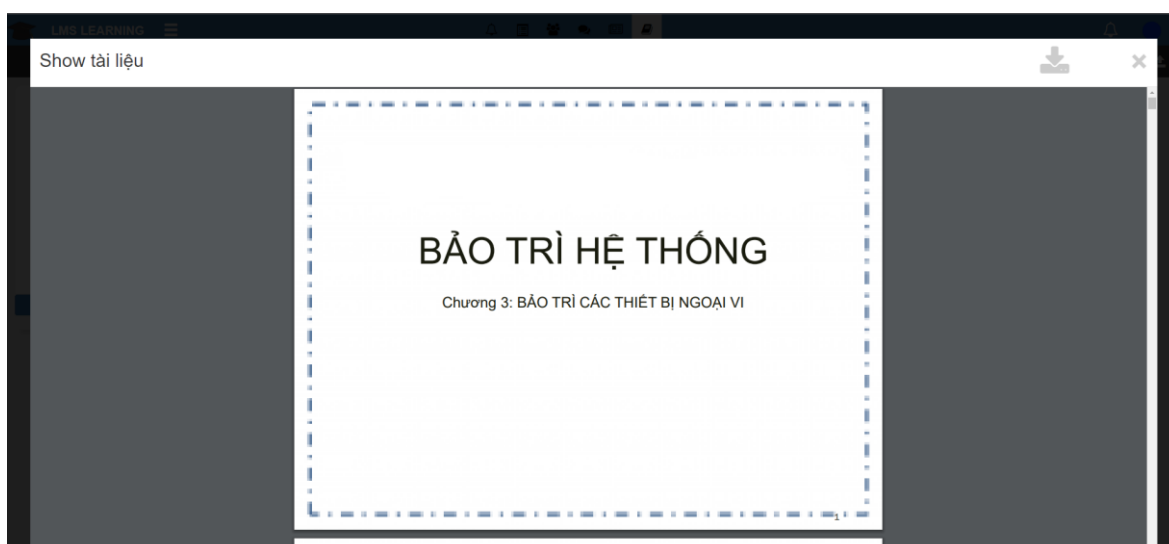 LMS LEARNING
Show tài liệu
BẢO TRÌ HỆ THỐNG
Chương 3: BẢO TRÌ CÁC THIẾT BỊ NGOẠI VI
1